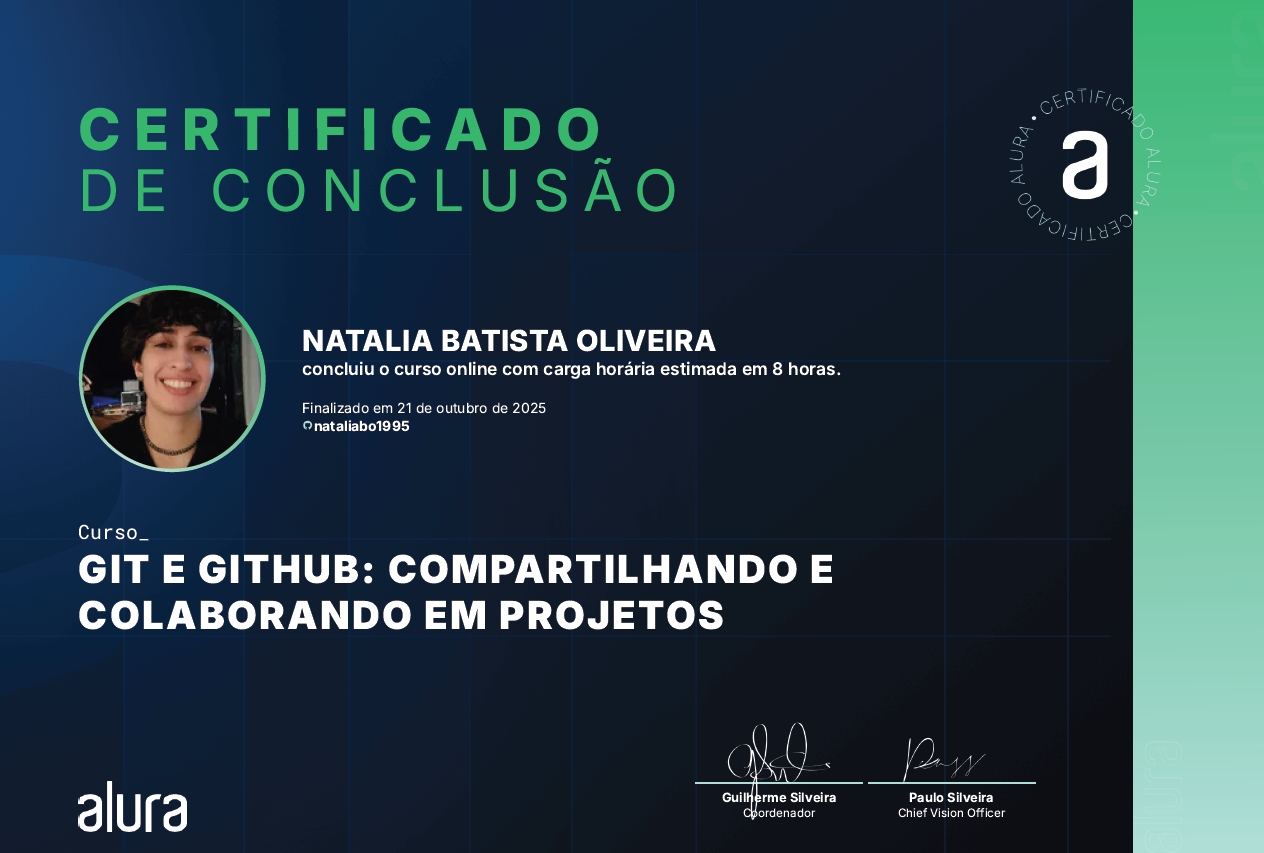 CERTIFICADO
DE CONCLUSÃO
CERTIFICADO ALURA • CERTIFICADO ALURA •
a
NATALIA BATISTA OLIVEIRA
concluiu o curso online com carga horária estimada em 8 horas.
Finalizado em 21 de outubro de 2025
nataliabo1995
Curso_
GIT E GITHUB: COMPARTILHANDO E
COLABORANDO EM PROJETOS
Guilherme Silveira
Coordenador
Paulo Silveira
Chief Vision Officer
alura
alura
alura